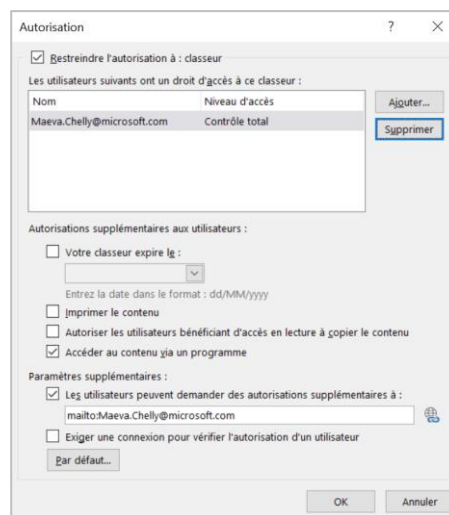 Autorisation ? ×
Restreindre l'autorisation à : classeur
Les utilisateurs suivants ont un droit d'accès à ce classeur :
Nom Niveau d'accès
Maeva.Chelly@microsoft.com Contrôle total
Ajouter...
Supprimer
Autorisations supplémentaires aux utilisateurs :
Votre classeur expire le :
Entrez la date dans le format : dd/MM/yyyy
Imprimer le contenu
Autoriser les utilisateurs bénéficiant d'accès en lecture à copier le contenu
Accéder au contenu via un programme
Paramètres supplémentaires :
Les utilisateurs peuvent demander des autorisations supplémentaires à :
mailto:Maeva.Chelly@microsoft.com
Exiger une connexion pour vérifier l'autorisation d'un utilisateur
Par défaut...
OK Annuler